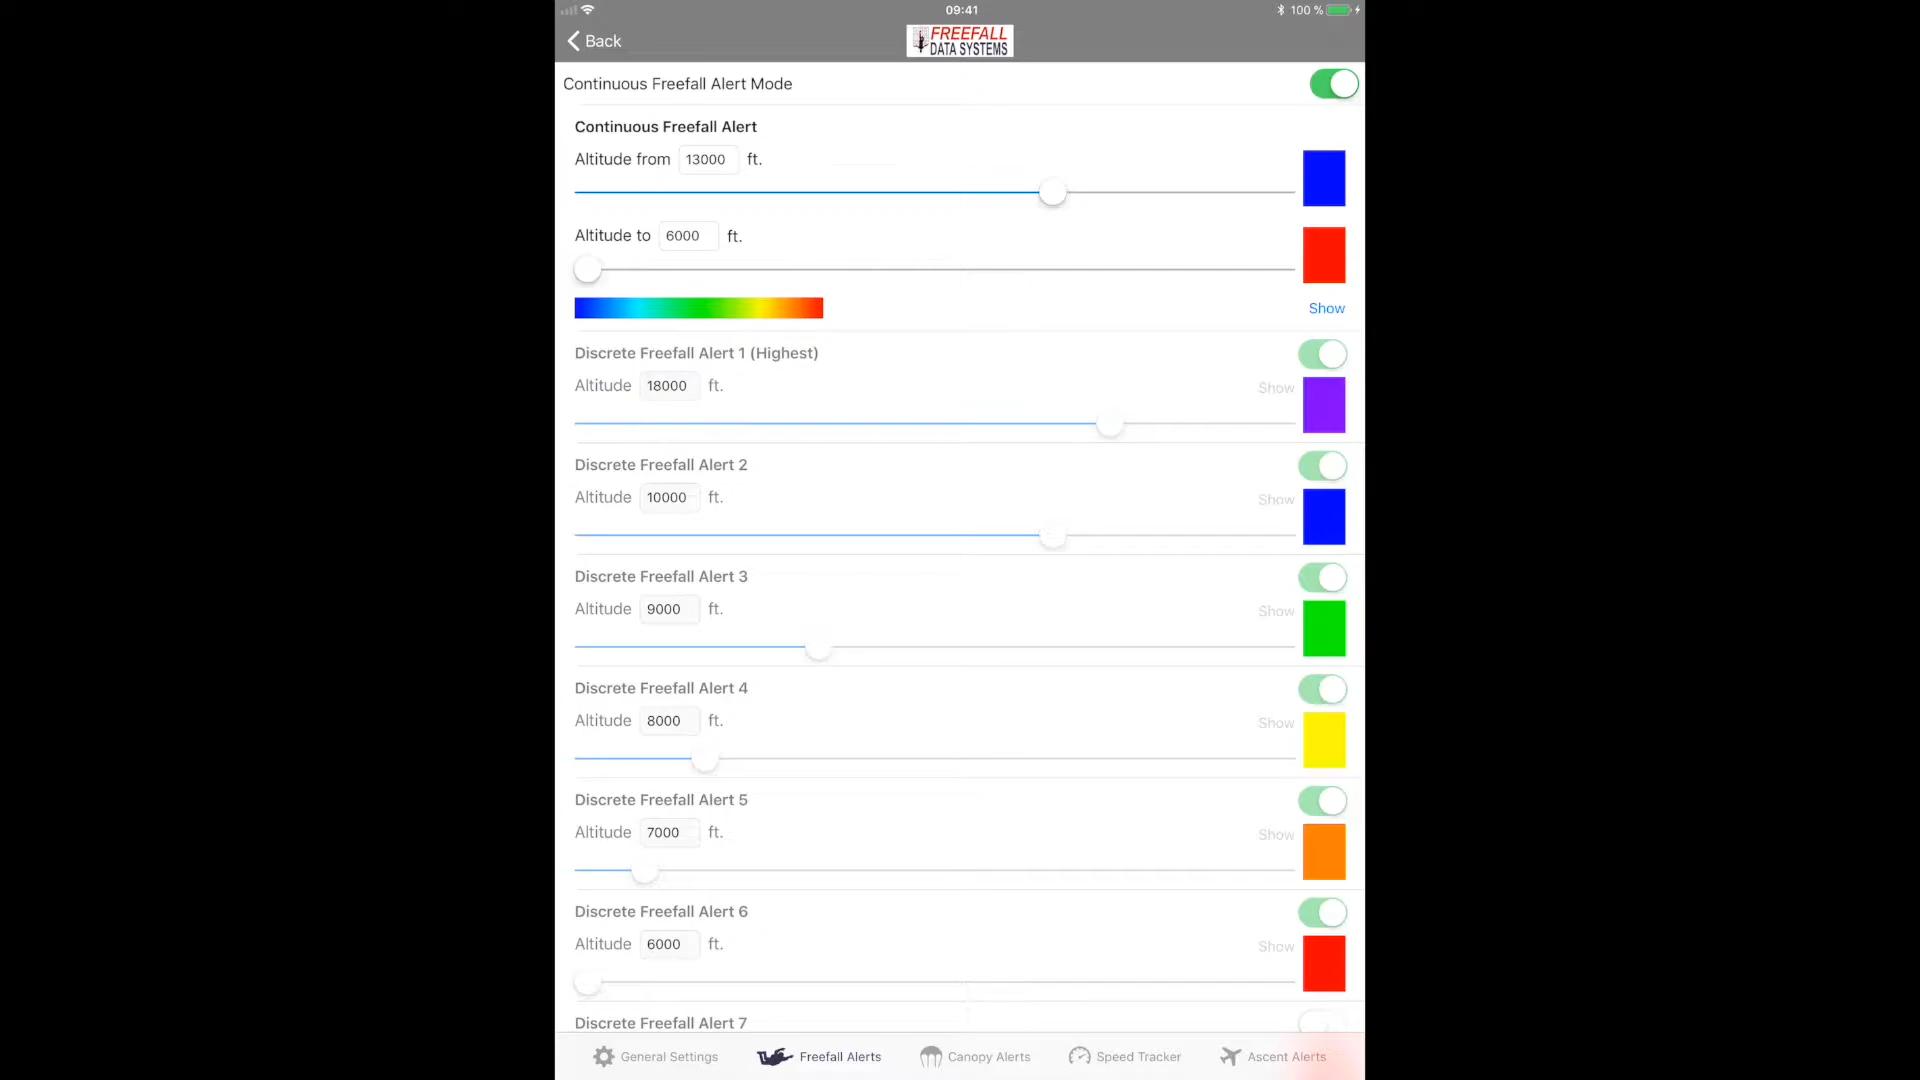 09:41
100 %
Back
FREEFALL
DATA SYSTEMS
Continuous Freefall Alert Mode
Continuous Freefall Alert
Altitude from 13000 ft.
Altitude to 6000 ft.
Show
Discrete Freefall Alert 1 (Highest)
Altitude 18000 ft.
Show
Discrete Freefall Alert 2
Altitude 10000 ft.
Show
Discrete Freefall Alert 3
Altitude 9000 ft.
Show
Discrete Freefall Alert 4
Altitude 8000 ft.
Show
Discrete Freefall Alert 5
Altitude 7000 ft.
Show
Discrete Freefall Alert 6
Altitude 6000 ft.
Show
Discrete Freefall Alert 7
General Settings
Freefall Alerts
Canopy Alerts
Speed Tracker
Ascent Alerts